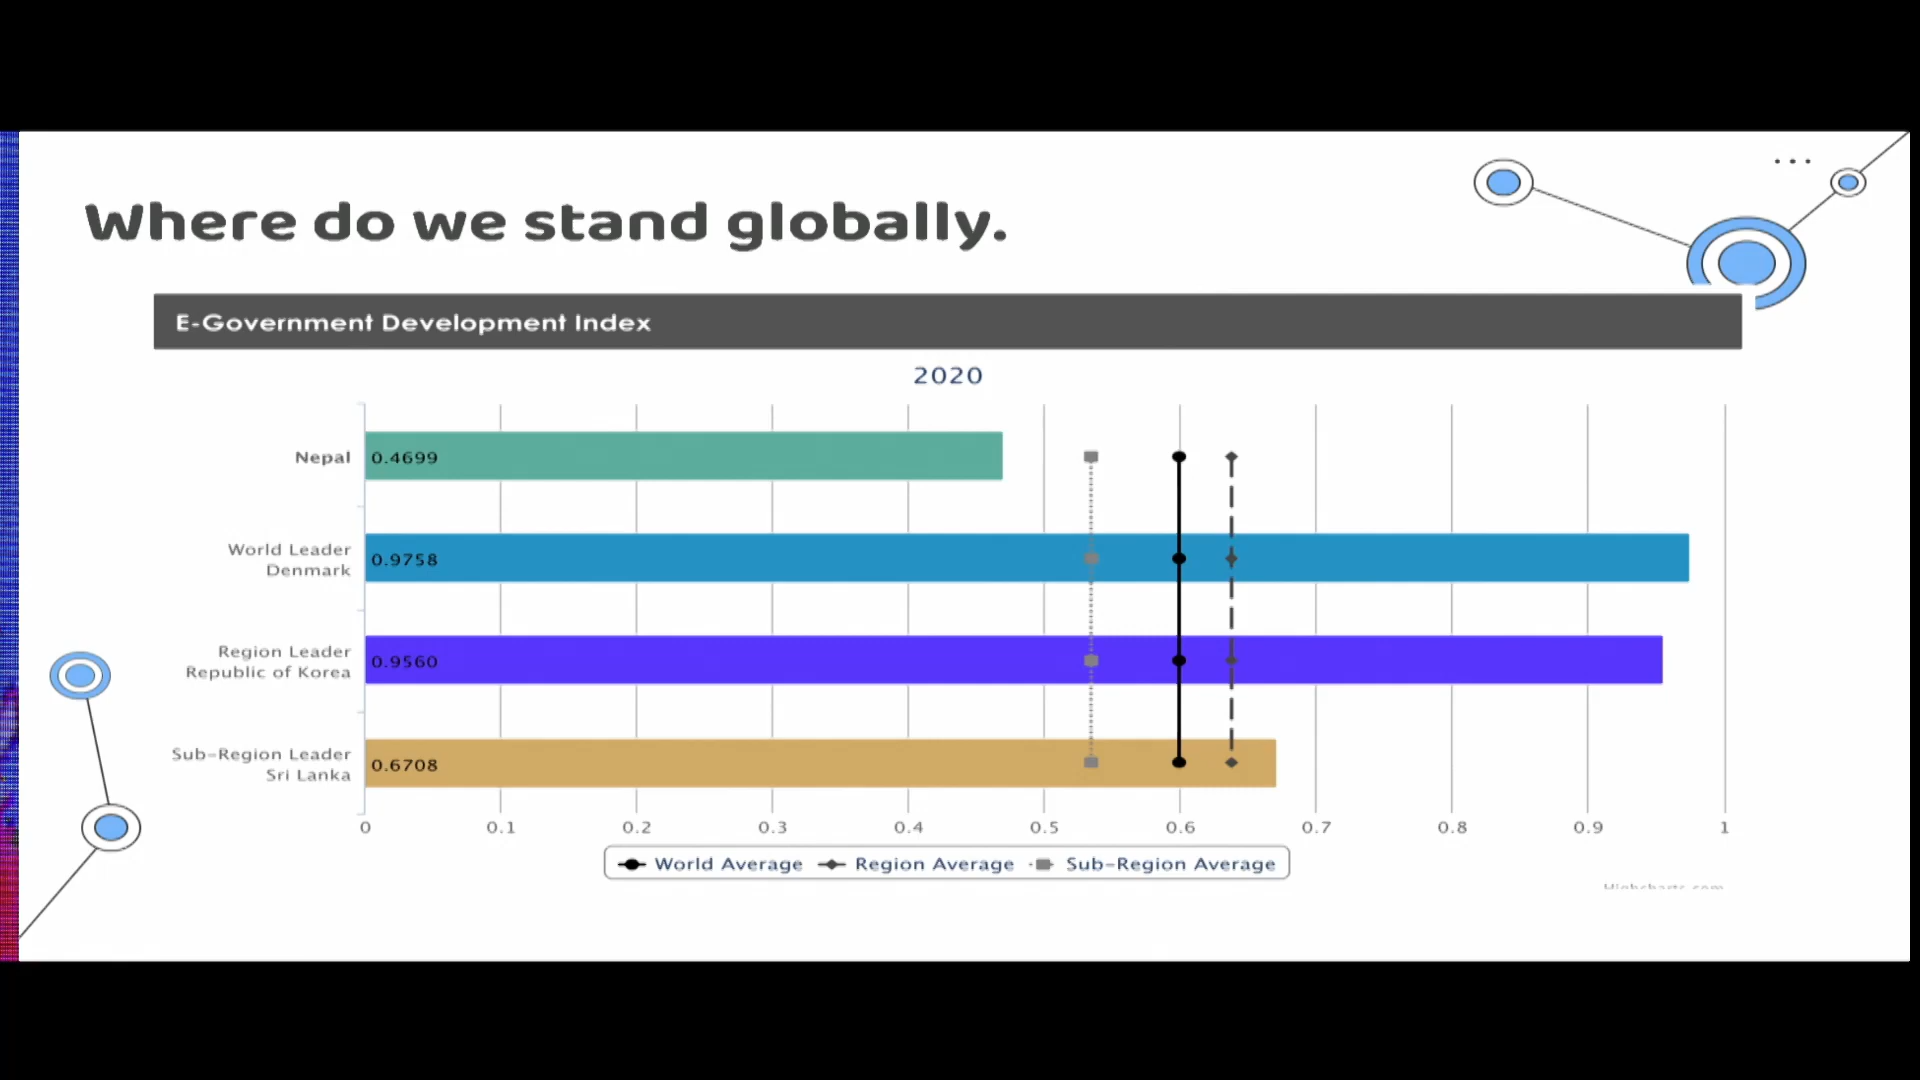 Where do we stand globally.
E-Government Development Index
2020
Nepal
0.4699
World Leader
Denmark
0.9758
Region Leader
Republic of Korea
0.9560
Sub-Region Leader
Sri Lanka
0.6708
0 0.1 0.2 0.3 0.4 0.5 0.6 0.7 0.8 0.9 1
World Average Region Average Sub-Region Average
Highcharts.com